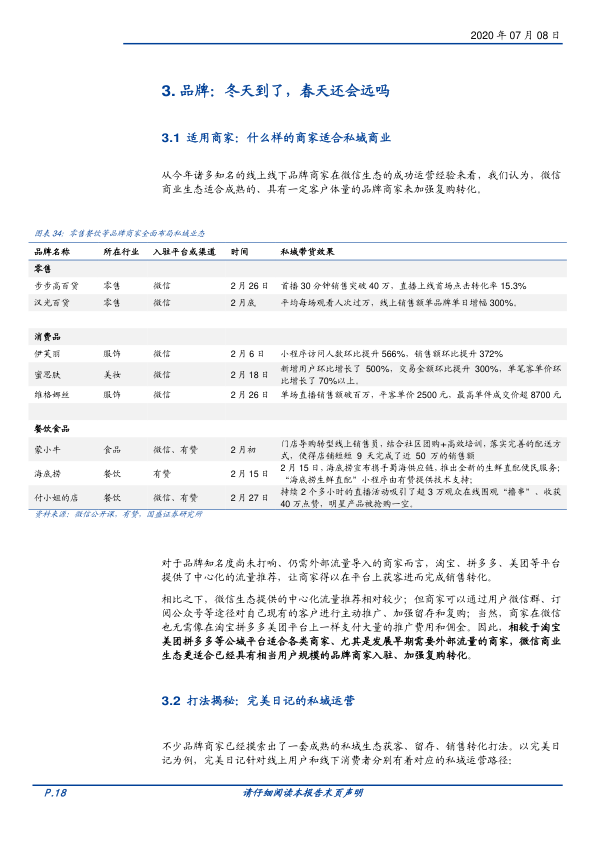 2020 年 07 月 08 日
3. 品牌：冬天到了，春天还会远吗
3.1 适用商家：什么样的商家适合私域商业
从今年诸多知名的线上线下品牌商家在微信生态的成功运营经验来看，我们认为，微信
商业生态适合成熟的、具有一定客户体量的品牌商家来加强复购转化。
图表 34：零售餐饮等品牌商家全面布局私域业态
品牌名称 所在行业 入驻平台或渠道 时间 私域带货效果
零售
步步高百货 零售 微信 2 月 26 日 首播 30 分钟销售突破 40 万，直播上线首场点击转化率 15.3%
汉光百货 零售 微信 2 月底 平均每场观看人次过万，线上销售额单品牌单日增幅 300%。
消费品
伊芙丽 服饰 微信 2 月 6 日 小程序访问人数环比提升 566%，销售额环比提升 372%
蜜思肤 美妆 微信 2 月 18 日 新增用户环比增长了 500%，交易金额环比提升 300%，单笔客单价环
比增长了 70%以上。
维格娜丝 服饰 微信 2 月 26 日 单场直播销售额破百万，平客单价 2500 元，最高单件成交价超 8700 元
餐饮食品
蒙小牛 食品 微信、有赞 2 月初 门店导购转型线上销售员，结合社区团购+高效培训，落实完善的配送方
式，使得店铺短短 9 天完成了近 50 万的销售额
海底捞 餐饮 有赞 2 月 15 日 2 月 15 日，海底捞宣布携手蜀海供应链，推出全新的生鲜直配便民服务；
“海底捞生鲜直配”小程序由有赞提供技术支持；
付小姐的店 餐饮 微信、有赞 2 月 27 日 持续 2 个多小时的直播活动吸引了超 3 万观众在线围观“撸串”、收获
40 万点赞，明星产品被抢购一空。
资料来源：微信公开课，有赞，国盛证券研究所
对于品牌知名度尚未打响、仍需外部流量导入的商家而言，淘宝、拼多多、美团等平台
提供了中心化的流量推荐，让商家得以在平台上获客进而完成销售转化。
相比之下，微信生态提供的中心化流量推荐相对较少；但商家可以通过用户微信群、订
阅公众号等途径对自己现有的客户进行主动推广、加强留存和复购；当然，商家在微信
也无需像在淘宝拼多多美团平台上一样支付大量的推广费用和佣金。因此，相较于淘宝
美团拼多多等公域平台适合各类商家、尤其是发展早期需要外部流量的商家，微信商业
生态更适合已经具有相当用户规模的品牌商家入驻、加强复购转化。
3.2 打法揭秘：完美日记的私域运营
不少品牌商家已经摸索出了一套成熟的私域生态获客、留存、销售转化打法。以完美日
记为例，完美日记针对线上用户和线下消费者分别有着对应的私域运营路径：
P.18 请仔细阅读本报告末页声明